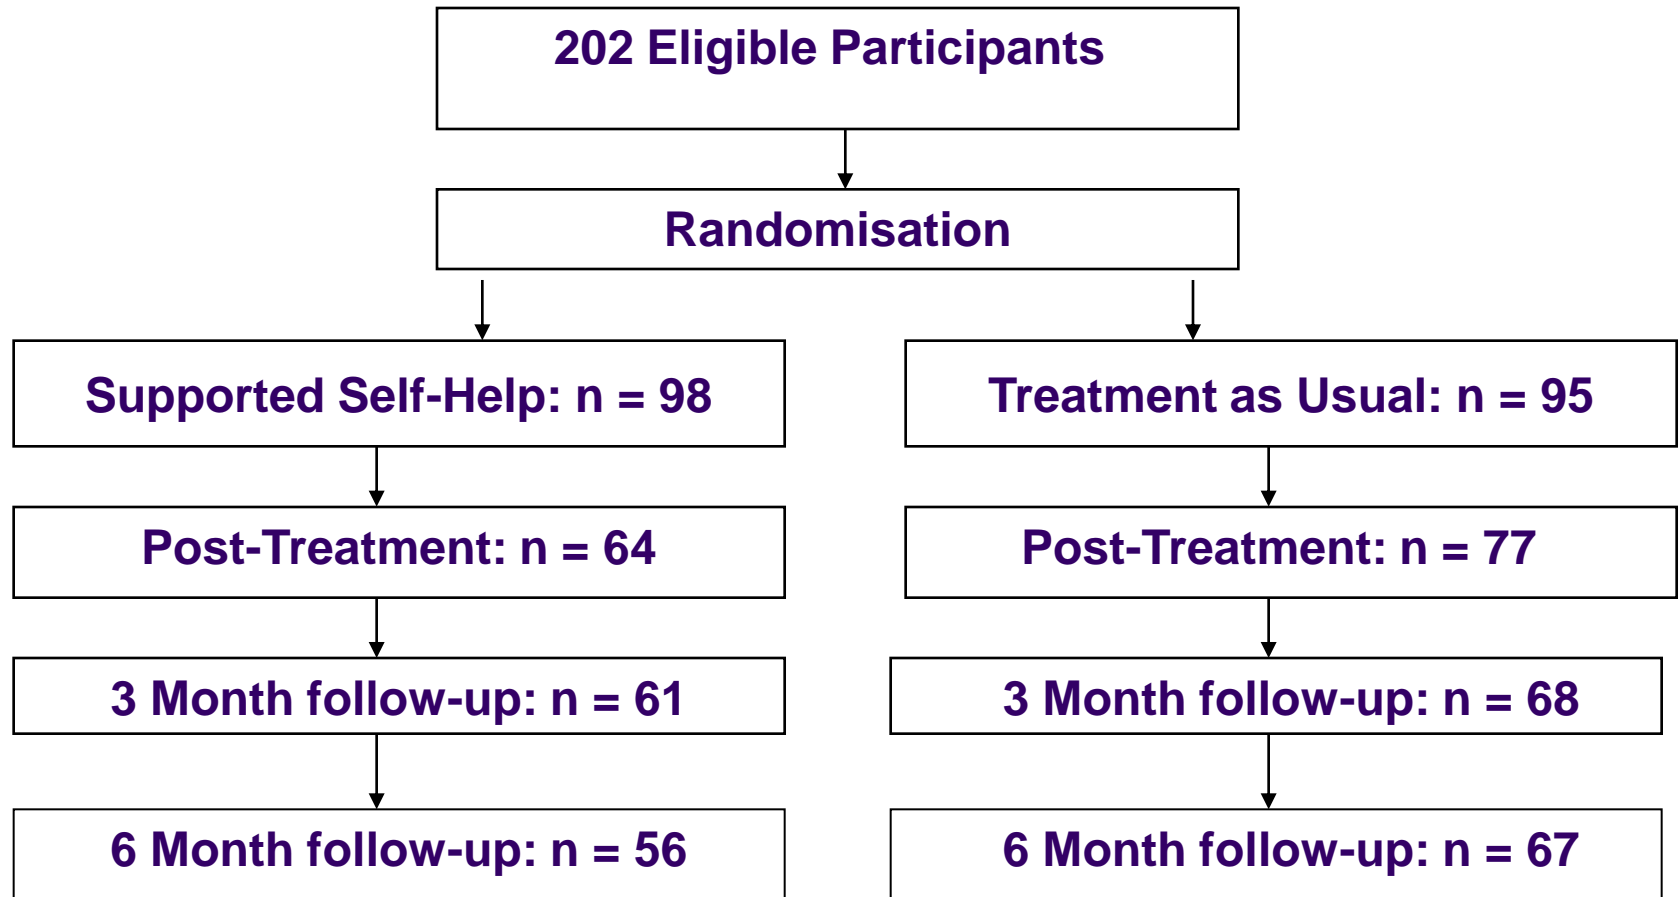 202 Eligible Participants
Randomisation
Supported Self-Help: n = 98
Treatment as Usual: n = 95
Post-Treatment: n = 64
Post-Treatment: n = 77
3 Month follow-up: n = 61
3 Month follow-up: n = 68
6 Month follow-up: n = 56
6 Month follow-up: n = 67